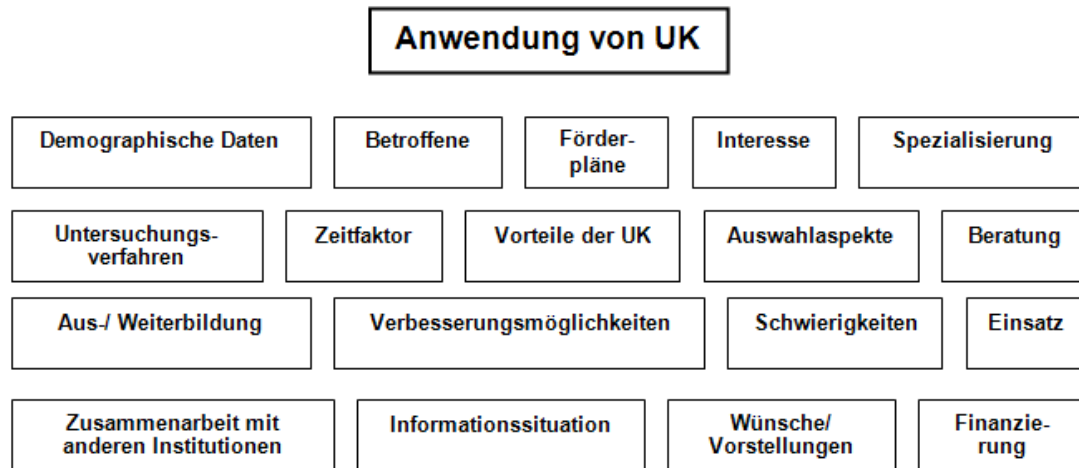 Anwendung von UK
Demographische Daten
Betroffene
Förder-
pläne
Interesse
Spezialisierung
Untersuchungs-
verfahren
Zeitfaktor
Vorteile der UK
Auswahlaspekte
Beratung
Aus-/ Weiterbildung
Verbesserungsmöglichkeiten
Schwierigkeiten
Einsatz
Zusammenarbeit mit
anderen Institutionen
Informationssituation
Wünsche/
Vorstellungen
Finanzie-
rung